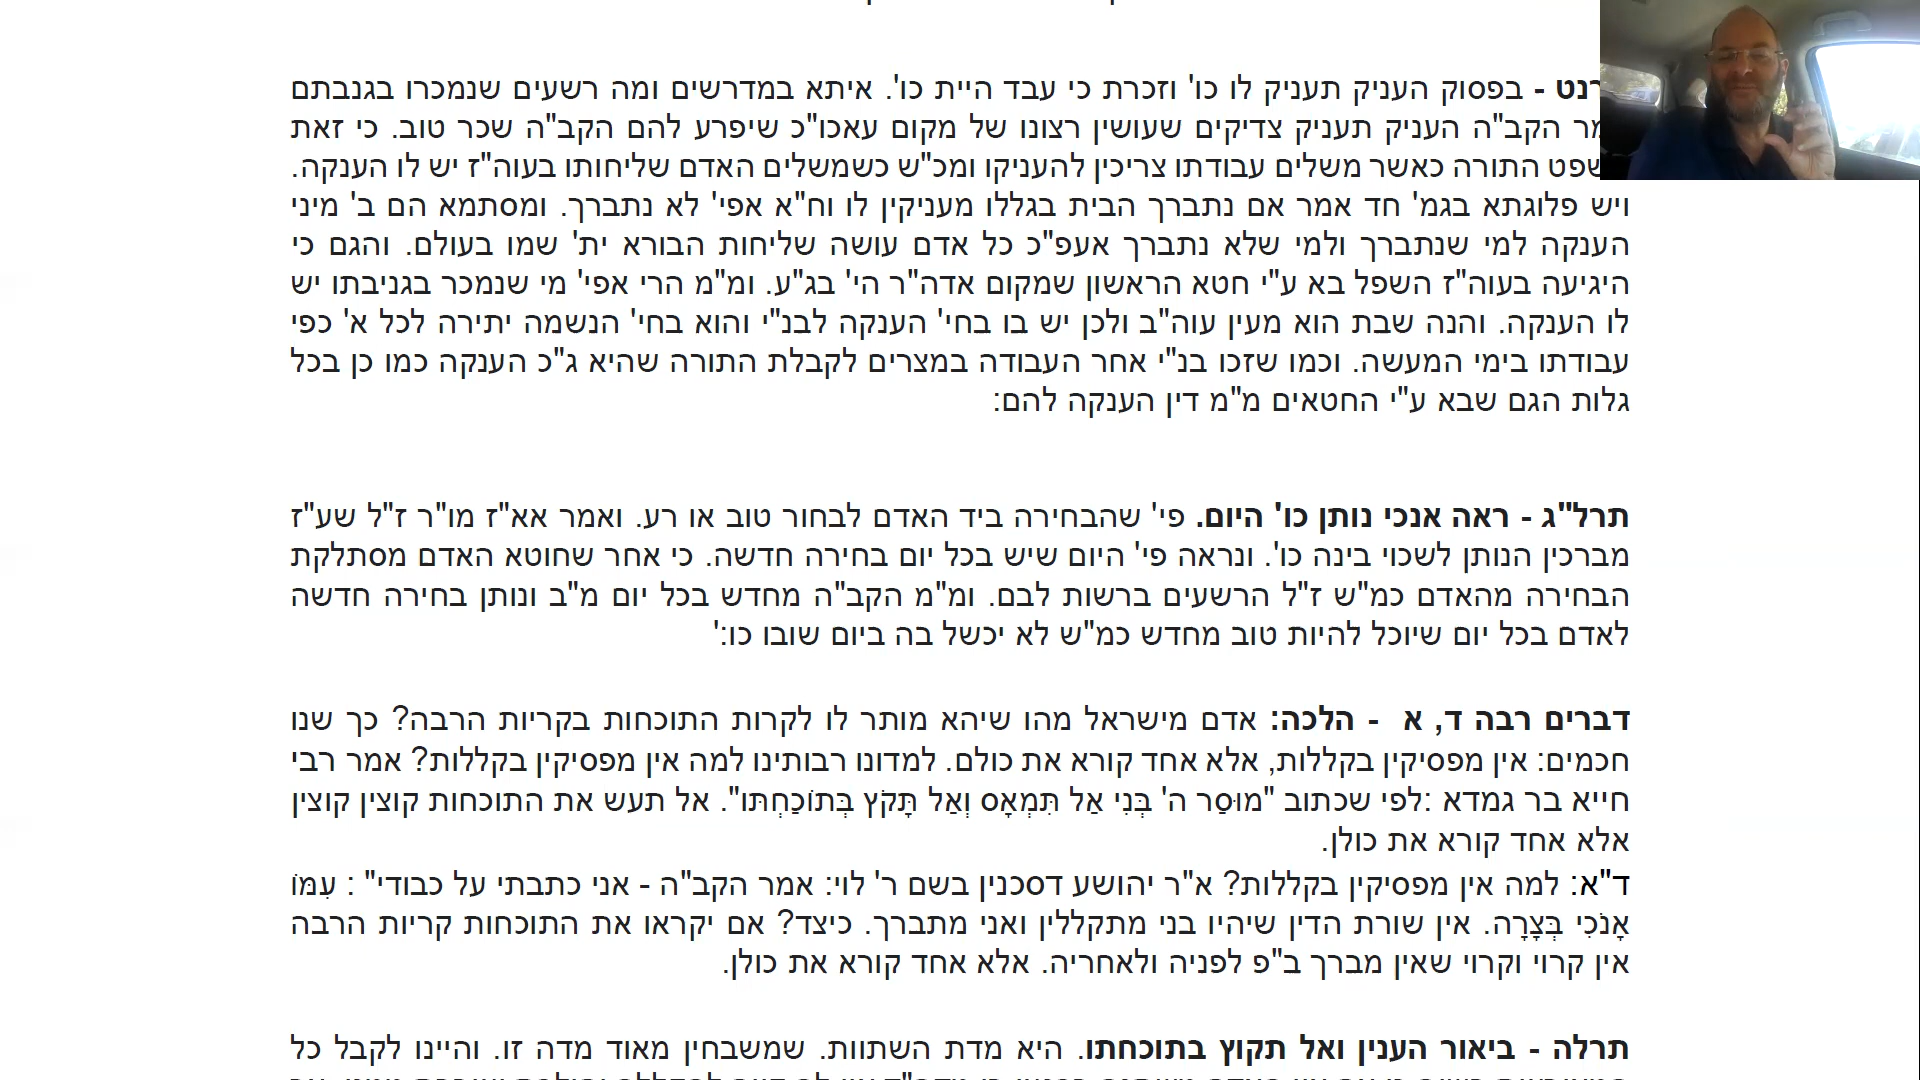 רנט - בפסוק העניק תעניק לו כו' וזכרת כי עבד היית כו'. איתא במדרשים ומה רשעים שנמכרו בגנבתם
הקב"ה העניק תעניק צדיקים שעושין רצונו של מקום עאכו"כ שיפרע להם הקב"ה שכר טוב. כי זאת
התורה כאשר משלים עבודתו צריכין להעניקו ומכ"ש כשמשלים האדם שליחותו בעוה"ז יש לו הענקה.
ויש פלוגתא בגמ' חד אמר אם נתברך הבית בגללו מעניקין לו וח"א אפי' לא נתברך. ומסתמא הם ב' מיני
הענקה למי שנתברך ולמי שלא נתברך אעפ"כ כל אדם עושה שליחות הבורא ית' שמו בעולם. והגם כי
היגיעה בעוה"ז השפל בא ע"י חטא הראשון שמקום אדה"ר הי' בג"ע. ומ"מ הרי אפי' מי שנמכר בגניבתו יש
לו הענקה. והנה שבת הוא מעין עוה"ב ולכן יש בו בחי' הענקה לבנ"י והוא בחי' הנשמה יתירה לכל א' כפי
עבודתו בימי המעשה. וכמו שזכו בנ"י אחר העבודה במצרים לקבלת התורה שהיא ג"כ הענקה כמו כן בכל
גלות הגם שבא ע"י החטאים מ"מ דין הענקה להם:
תרל"ג - ראה אנכי נותן כו' היום. פי' שהבחירה ביד האדם לבחור טוב או רע. ואמר אא"ז מו"ר ז"ל שע"ז
מברכין הנותן לשכוי בינה כו'. ונראה פי' היום שיש בכל יום בחירה חדשה. כי אחר שחוטא האדם מסתלקת
הבחירה מהאדם כמ"ש ז"ל הרשעים ברשות לבם. ומ"מ הקב"ה מחדש בכל יום מ"ב ונותן בחירה חדשה
לאדם בכל יום שיוכל להיות טוב מחדש כמ"ש לא יכשל בה ביום שובו כו:'
דברים רבה ד, א - הלכה: אדם מישראל מהו שיהא מותר לו לקרות התוכחות בקריות הרבה? כך שנו
חכמים: אין מפסיקין בקללות, אלא אחד קורא את כולם. למדונו רבותינו למה אין מפסיקין בקללות? אמר רבי
חייא בר גמדא :לפי שכתוב "מוּסַר ה' בְּנִי אַל תִּמְאָס וְאַל תָּקֹץ בְּתוֹכַחְתּוֹ". אל תעש את התוכחות קוצין קוצין
אלא אחד קורא את כולן.
ד"א: למה אין מפסיקין בקללות? א"ר יהושע דסכנין בשם ר' לוי: אמר הקב"ה - אני כתבתי על כבודי" : עִמּוֹ
אָנֹכִי בְּצָרָה. אין שורת הדין שיהיו בני מתקללין ואני מתברך. כיצד? אם יקראו את התוכחות קריות הרבה
אין קרוי וקרוי שאין מברך ב"פ לפניה ולאחריה. אלא אחד קורא את כולן.
תרלה - ביאור הענין ואל תקוץ בתוכחתו. היא מדת השתוות. שמשבחין מאוד מדה זו. והיינו לקבל כל